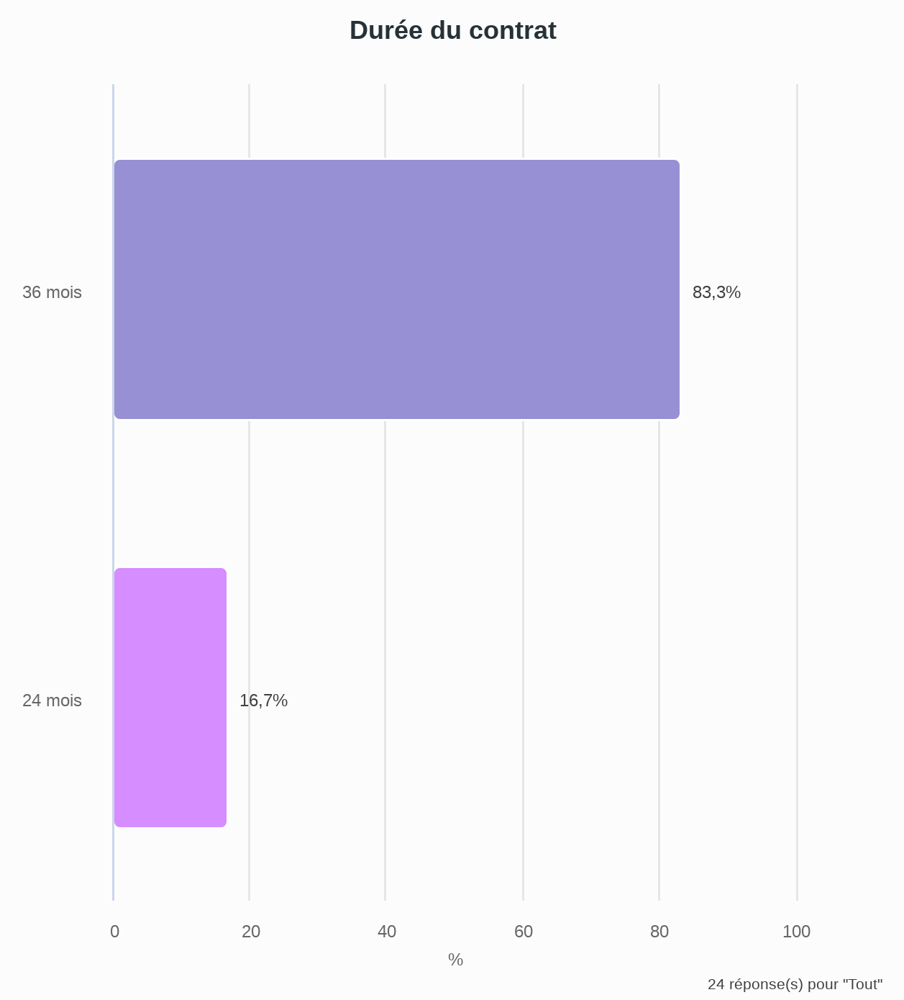 Durée du contrat
36 mois
83,3%
24 mois
16,7%
0 20 40 60 80 100
%
24 réponse(s) pour "Tout"